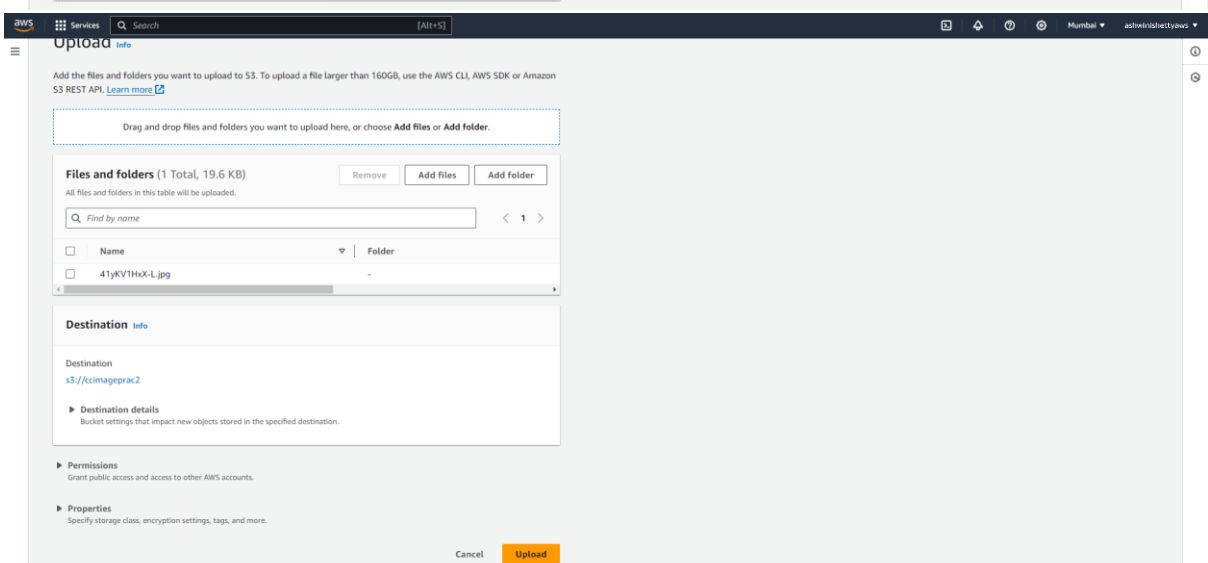 aws Services Search [Alt+S] Mumbai ▼ ashwinishettyaws ▼
Upload Info
Add the files and folders you want to upload to S3. To upload a file larger than 160GB, use the AWS CLI, AWS SDK or Amazon
S3 REST API. Learn more
Drag and drop files and folders you want to upload here, or choose Add files or Add folder.
Files and folders (1 Total, 19.6 KB) Remove Add files Add folder
All files and folders in this table will be uploaded.
Find by name < 1 >
Name Folder
41yKV1HxX-L.jpg -
Destination Info
Destination
s3://ccimageprac2
Destination details
Bucket settings that impact new objects stored in the specified destination.
Permissions
Grant public access and access to other AWS accounts.
Properties
Specify storage class, encryption settings, tags, and more.
Cancel Upload